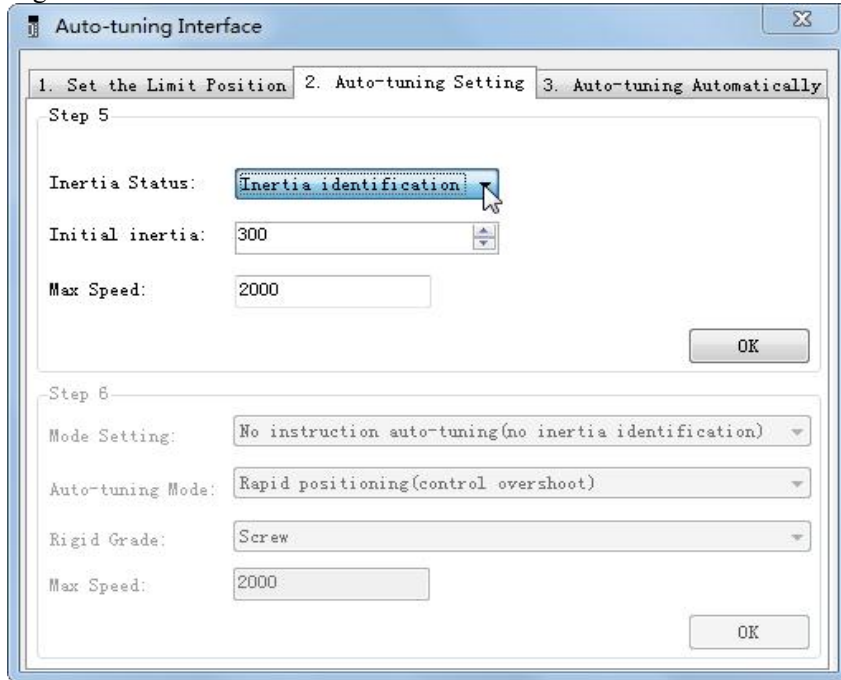 Auto-tuning Interface
1. Set the Limit Position 2. Auto-tuning Setting 3. Auto-tuning Automatically
Step 5
Inertia Status: Inertia identification
Initial inertia: 300
Max Speed: 2000
OK
Step 6
Mode Setting: No instruction auto-tuning(no inertia identification)
Auto-tuning Mode: Rapid positioning(control overshoot)
Rigid Grade: Screw
Max Speed: 2000
OK